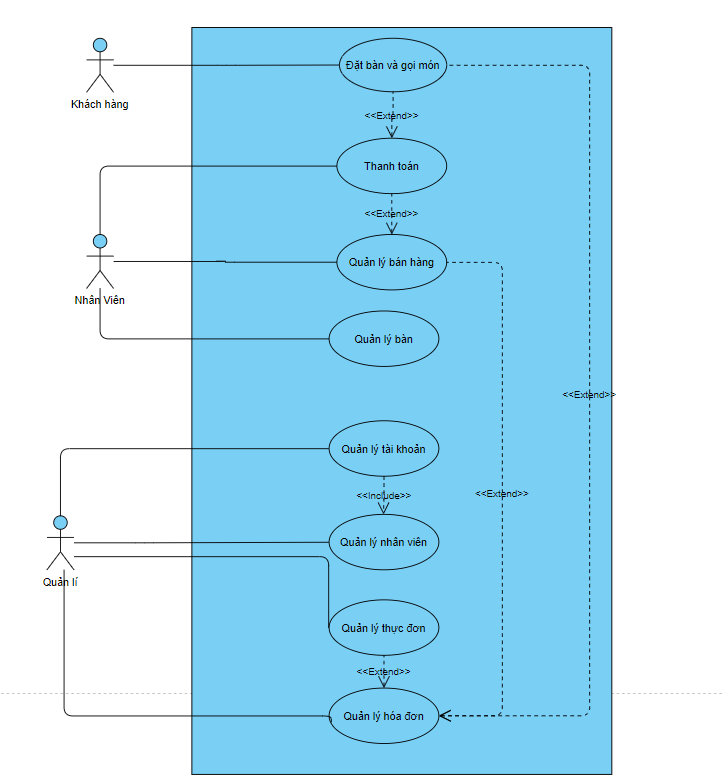 Đặt bàn và gọi món
Khách hàng
<<Extend>>
Thanh toán
<<Extend>>
Quản lý bán hàng
Nhân Viên
Quản lý bàn
<<Extend>>
Quản lý tài khoản
<<Include>>
<<Extend>>
Quản lý nhân viên
Quản lí
Quản lý thực đơn
<<Extend>>
Quản lý hóa đơn